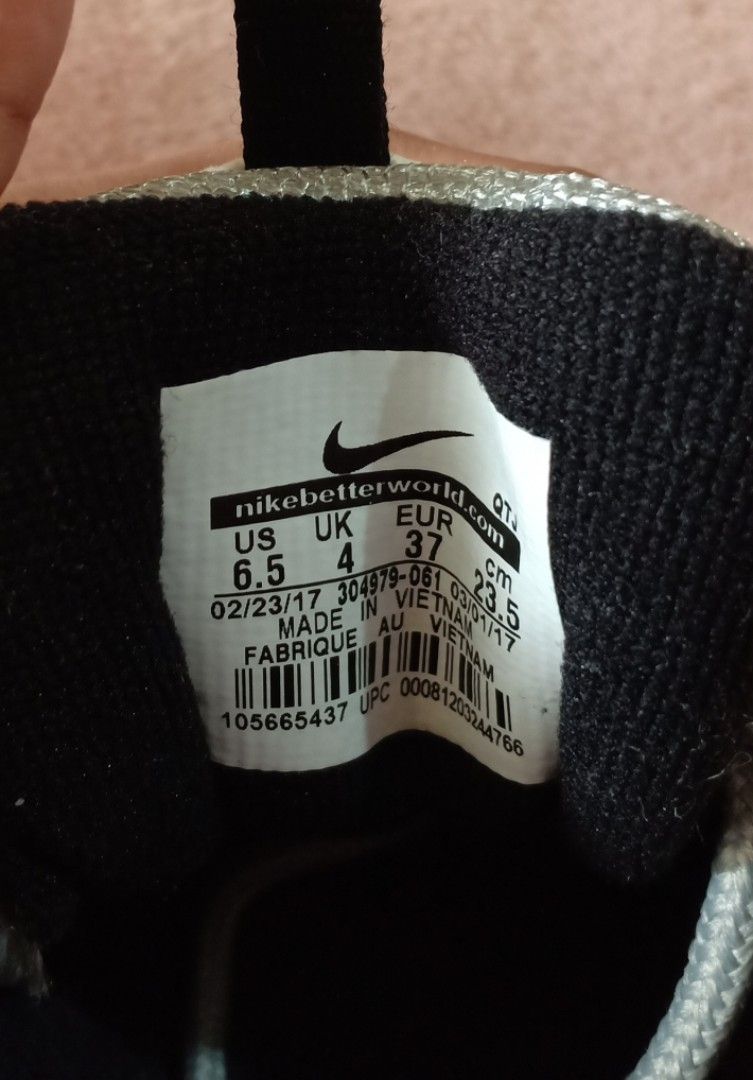 nikebetterworld.com
QTJ
US UK EUR cm
6.5 4 37 23.5
02/23/17 304979-061 03/01/17
MADE IN VIETNAM
FABRIQUE AU VIETNAM
105665437 UPC 00081203244766